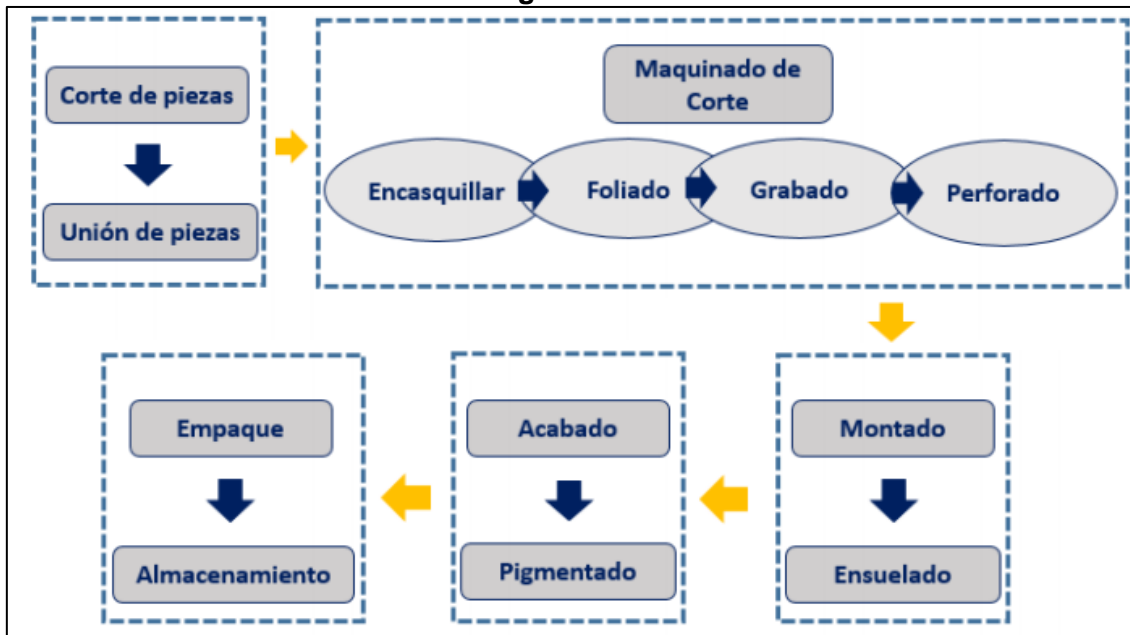 Corte de piezas
Unión de piezas
Maquinado de
Corte
Encasquillar
Foliado
Grabado
Perforado
Empaque
Almacenamiento
Acabado
Pigmentado
Montado
Ensuelado